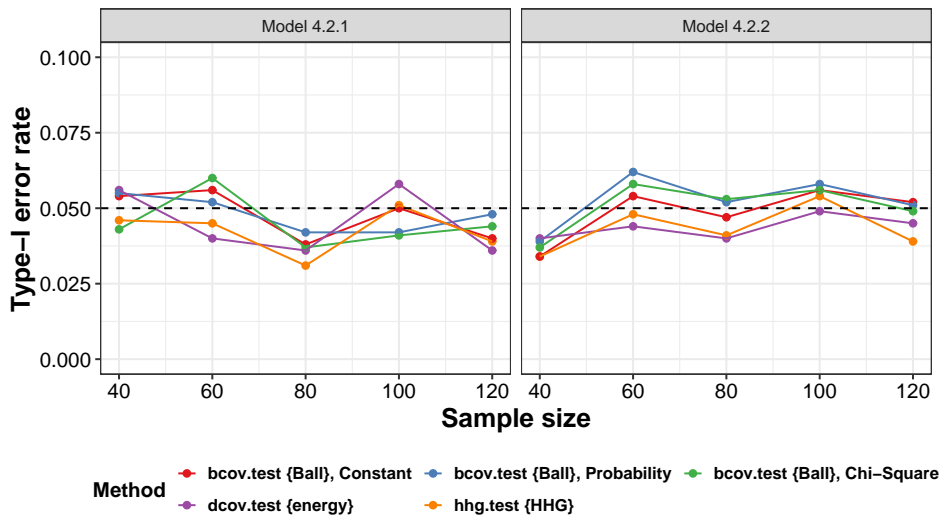 Model 4.2.1
Model 4.2.2
Type−I error rate
0.100
0.075
0.050
0.025
0.000
40 60 80 100 120
40 60 80 100 120
Sample size
Method
bcov.test {Ball}, Constant
bcov.test {Ball}, Probability
bcov.test {Ball}, Chi−Square
dcov.test {energy}
hhg.test {HHG}